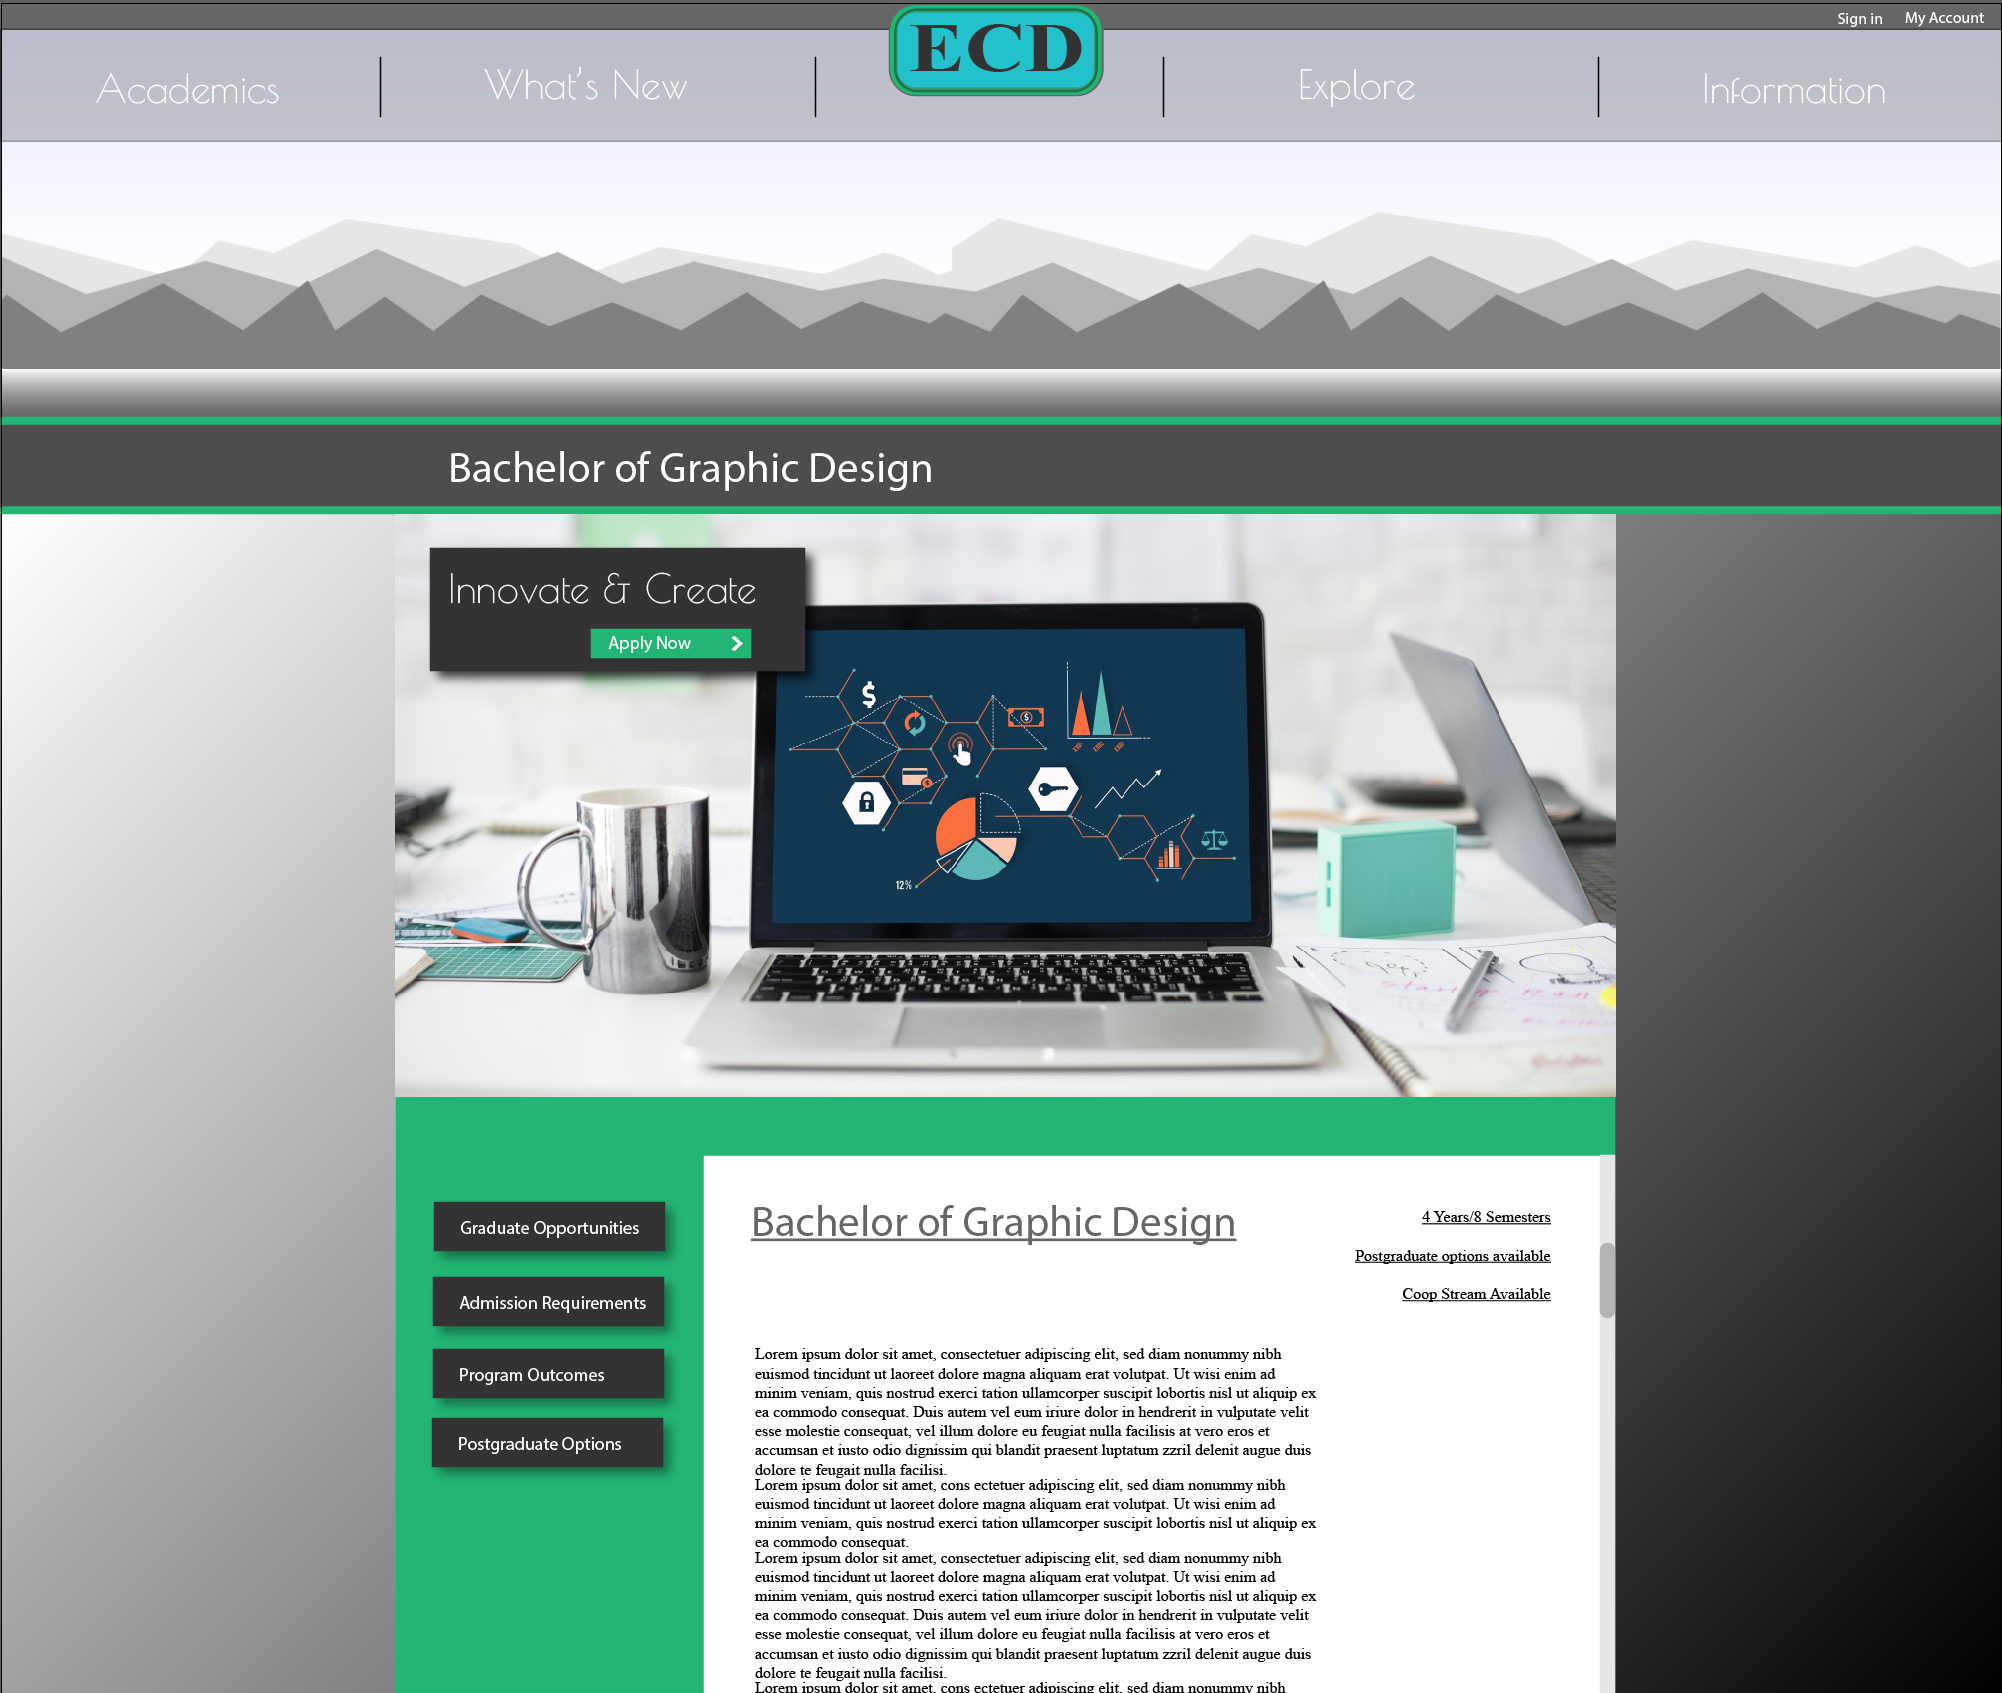 Sign in My Account
ECD
Academics
What's New
Explore
Information
Bachelor of Graphic Design
Innovate & Create
Apply Now
$
$
12%
Graduate Opportunities
Admission Requirements
Program Outcomes
Postgraduate Options
Bachelor of Graphic Design
4 Years/8 Semesters
Postgraduate options available
Coop Stream Available
Lorem ipsum dolor sit amet, consectetuer adipiscing elit, sed diam nonummy nibh
euismod tincidunt ut laoreet dolore magna aliquam erat volutpat. Ut wisi enim ad
minim veniam, quis nostrud exerci tation ullamcorper suscipit lobortis nisl ut aliquip ex
ea commodo consequat. Duis autem vel eum iriure dolor in hendrerit in vulputate velit
esse molestie consequat, vel illum dolore eu feugiat nulla facilisis at vero eros et
accumsan et iusto odio dignissim qui blandit praesent luptatum zzril delenit augue duis
dolore te feugait nulla facilisi.
Lorem ipsum dolor sit amet, cons ectetuer adipiscing elit, sed diam nonummy nibh
euismod tincidunt ut laoreet dolore magna aliquam erat volutpat. Ut wisi enim ad
minim veniam, quis nostrud exerci tation ullamcorper suscipit lobortis nisl ut aliquip ex
ea commodo consequat.
Lorem ipsum dolor sit amet, consectetuer adipiscing elit, sed diam nonummy nibh
euismod tincidunt ut laoreet dolore magna aliquam erat volutpat. Ut wisi enim ad
minim veniam, quis nostrud exerci tation ullamcorper suscipit lobortis nisl ut aliquip ex
ea commodo consequat. Duis autem vel eum iriure dolor in hendrerit in vulputate velit
esse molestie consequat, vel illum dolore eu feugiat nulla facilisis at vero eros et
accumsan et iusto odio dignissim qui blandit praesent luptatum zzril delenit augue duis
dolore te feugait nulla facilisi.
Lorem ipsum dolor sit amet, cons ectetuer adipiscing elit, sed diam nonummy nibh